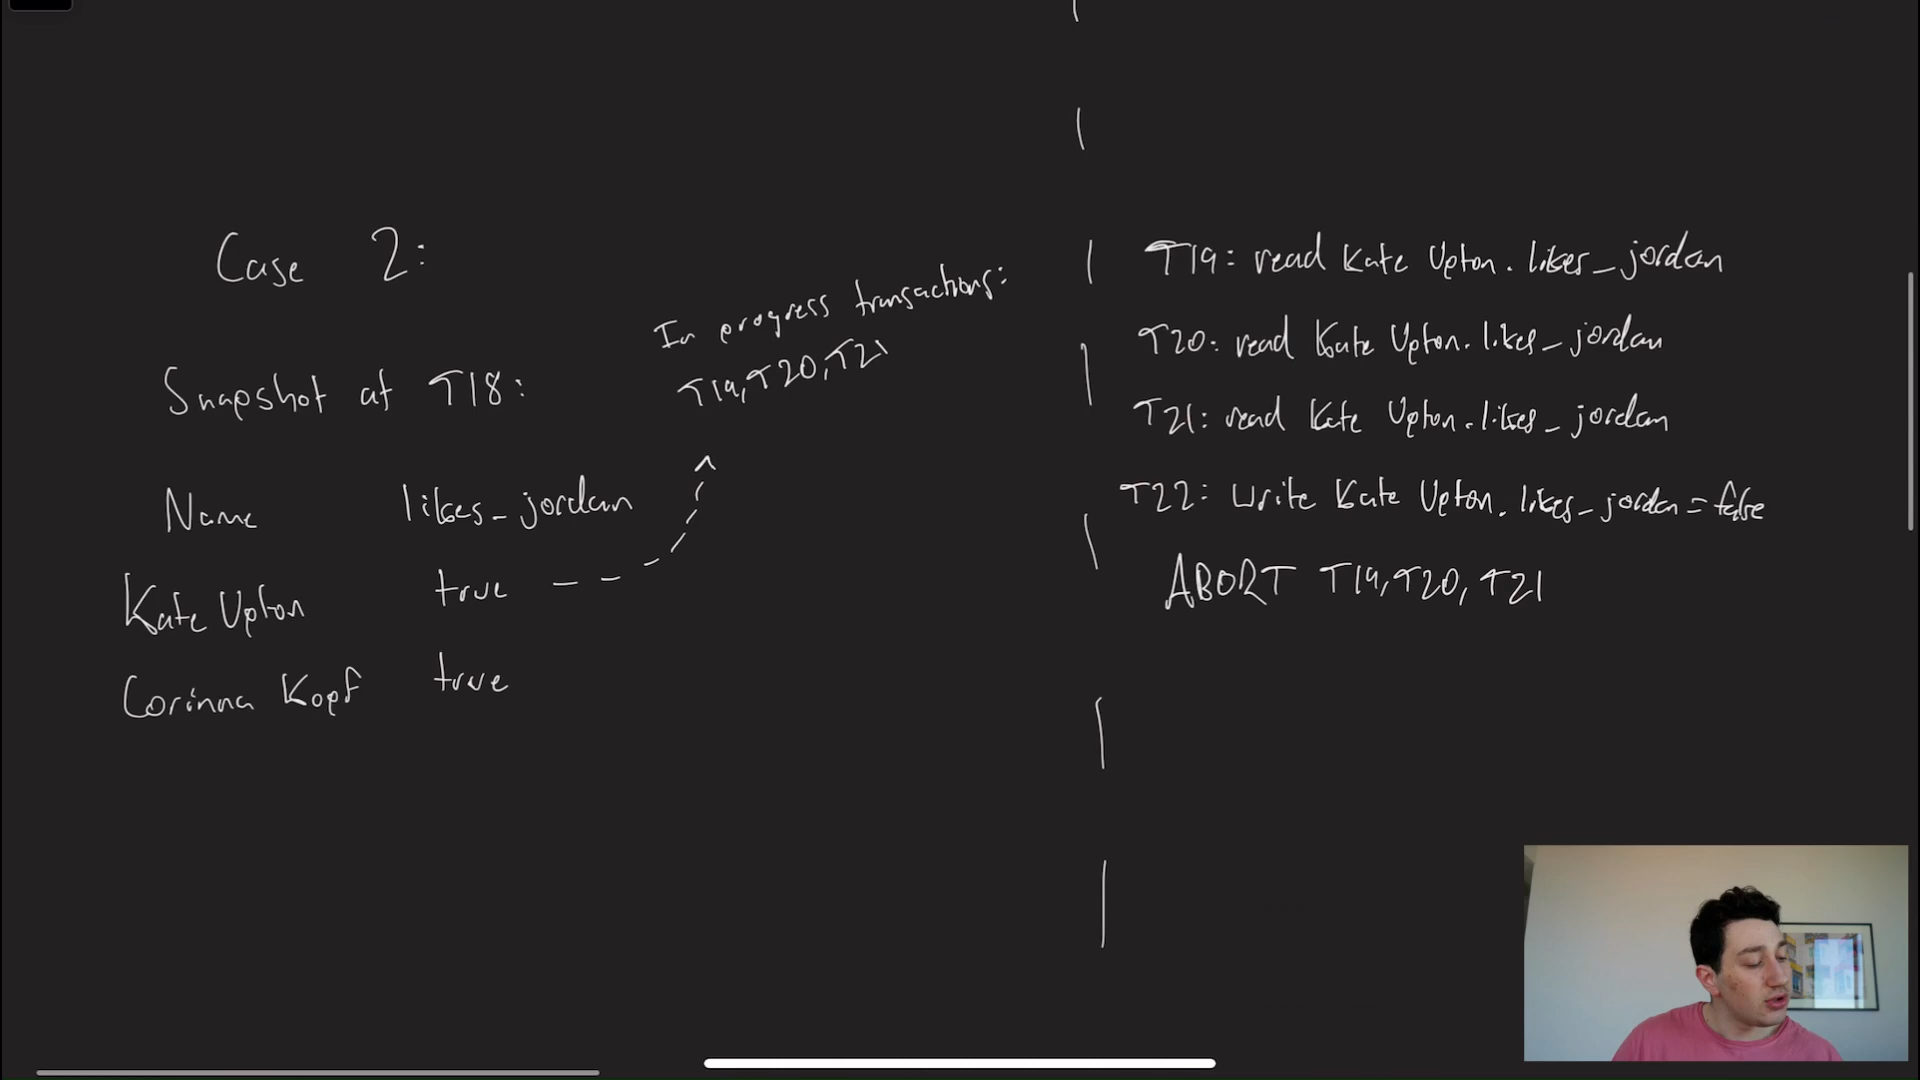 Case 2:
In progress transactions:
T19, T20, T21
Snapshot at T18:
Name likes_jordan
Kate Upton true
Corinna Kopf true
T19: read Kate Upton.likes_jordan
T20: read Kate Upton.likes_jordan
T21: read Kate Upton.likes_jordan
T22: write Kate Upton.likes_jordan = false
ABORT T19, T20, T21